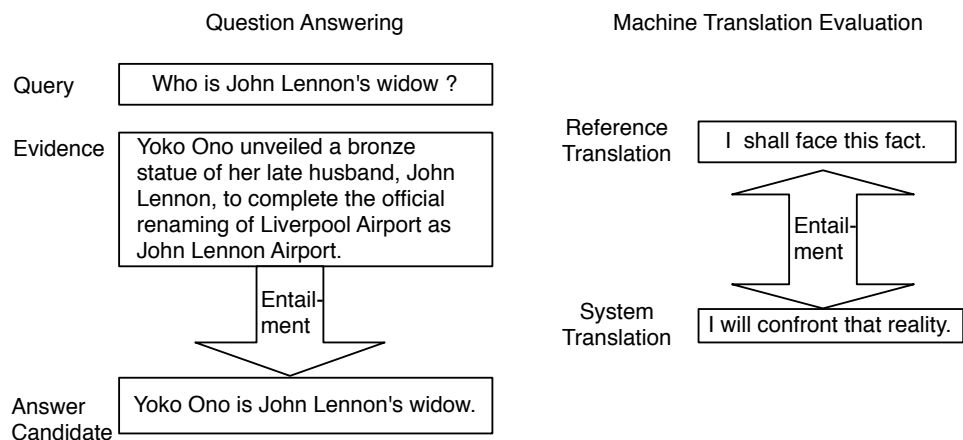 Question Answering
Query
Who is John Lennon's widow ?
Evidence
Yoko Ono unveiled a bronze
statue of her late husband, John
Lennon, to complete the official
renaming of Liverpool Airport as
John Lennon Airport.
Entail-
ment
Answer
Candidate
Yoko Ono is John Lennon's widow.
Machine Translation Evaluation
Reference
Translation
I shall face this fact.
Entail-
ment
System
Translation
I will confront that reality.